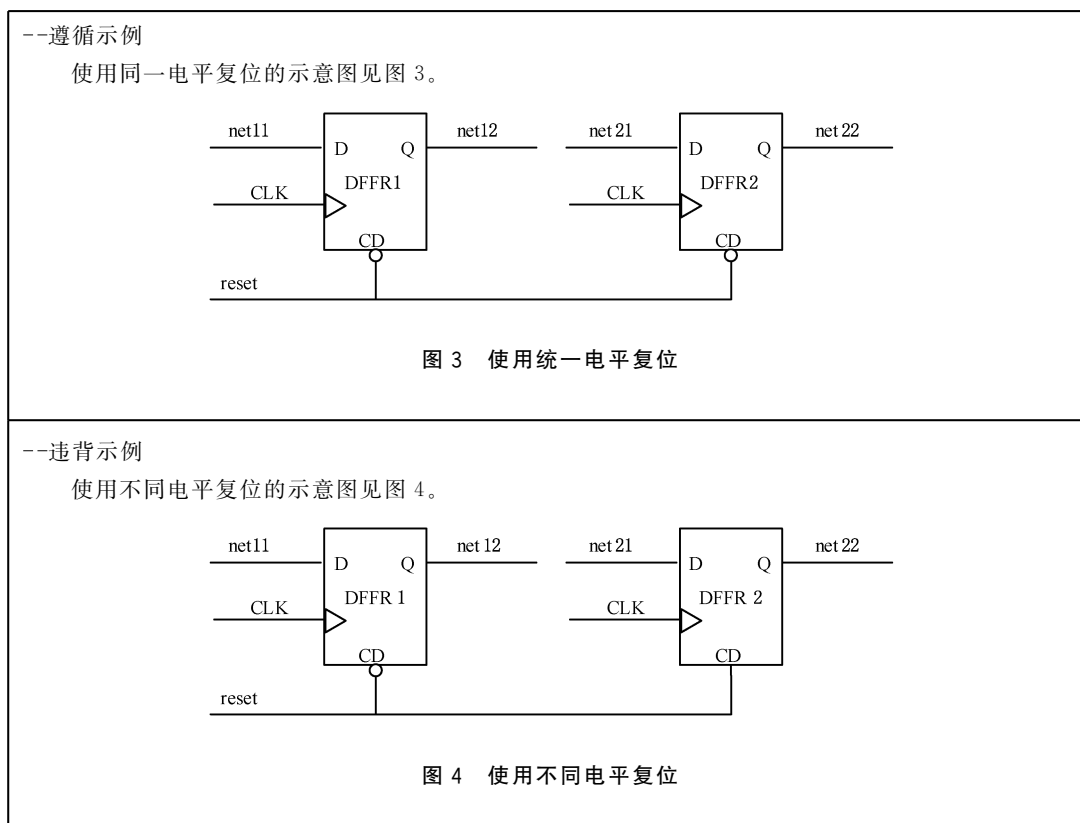 --遵循示例
使用同一电平复位的示意图见图 3。
net11 net12 net21 net22
D Q D Q
DFFR1 DFFR2
CLK CLK
CD CD
reset
图 3 使用统一电平复位
--违背示例
使用不同电平复位的示意图见图 4。
net11 net 12 net 21 net 22
D Q D Q
DFFR 1 DFFR 2
CLK CLK
CD CD
reset
图 4 使用不同电平复位